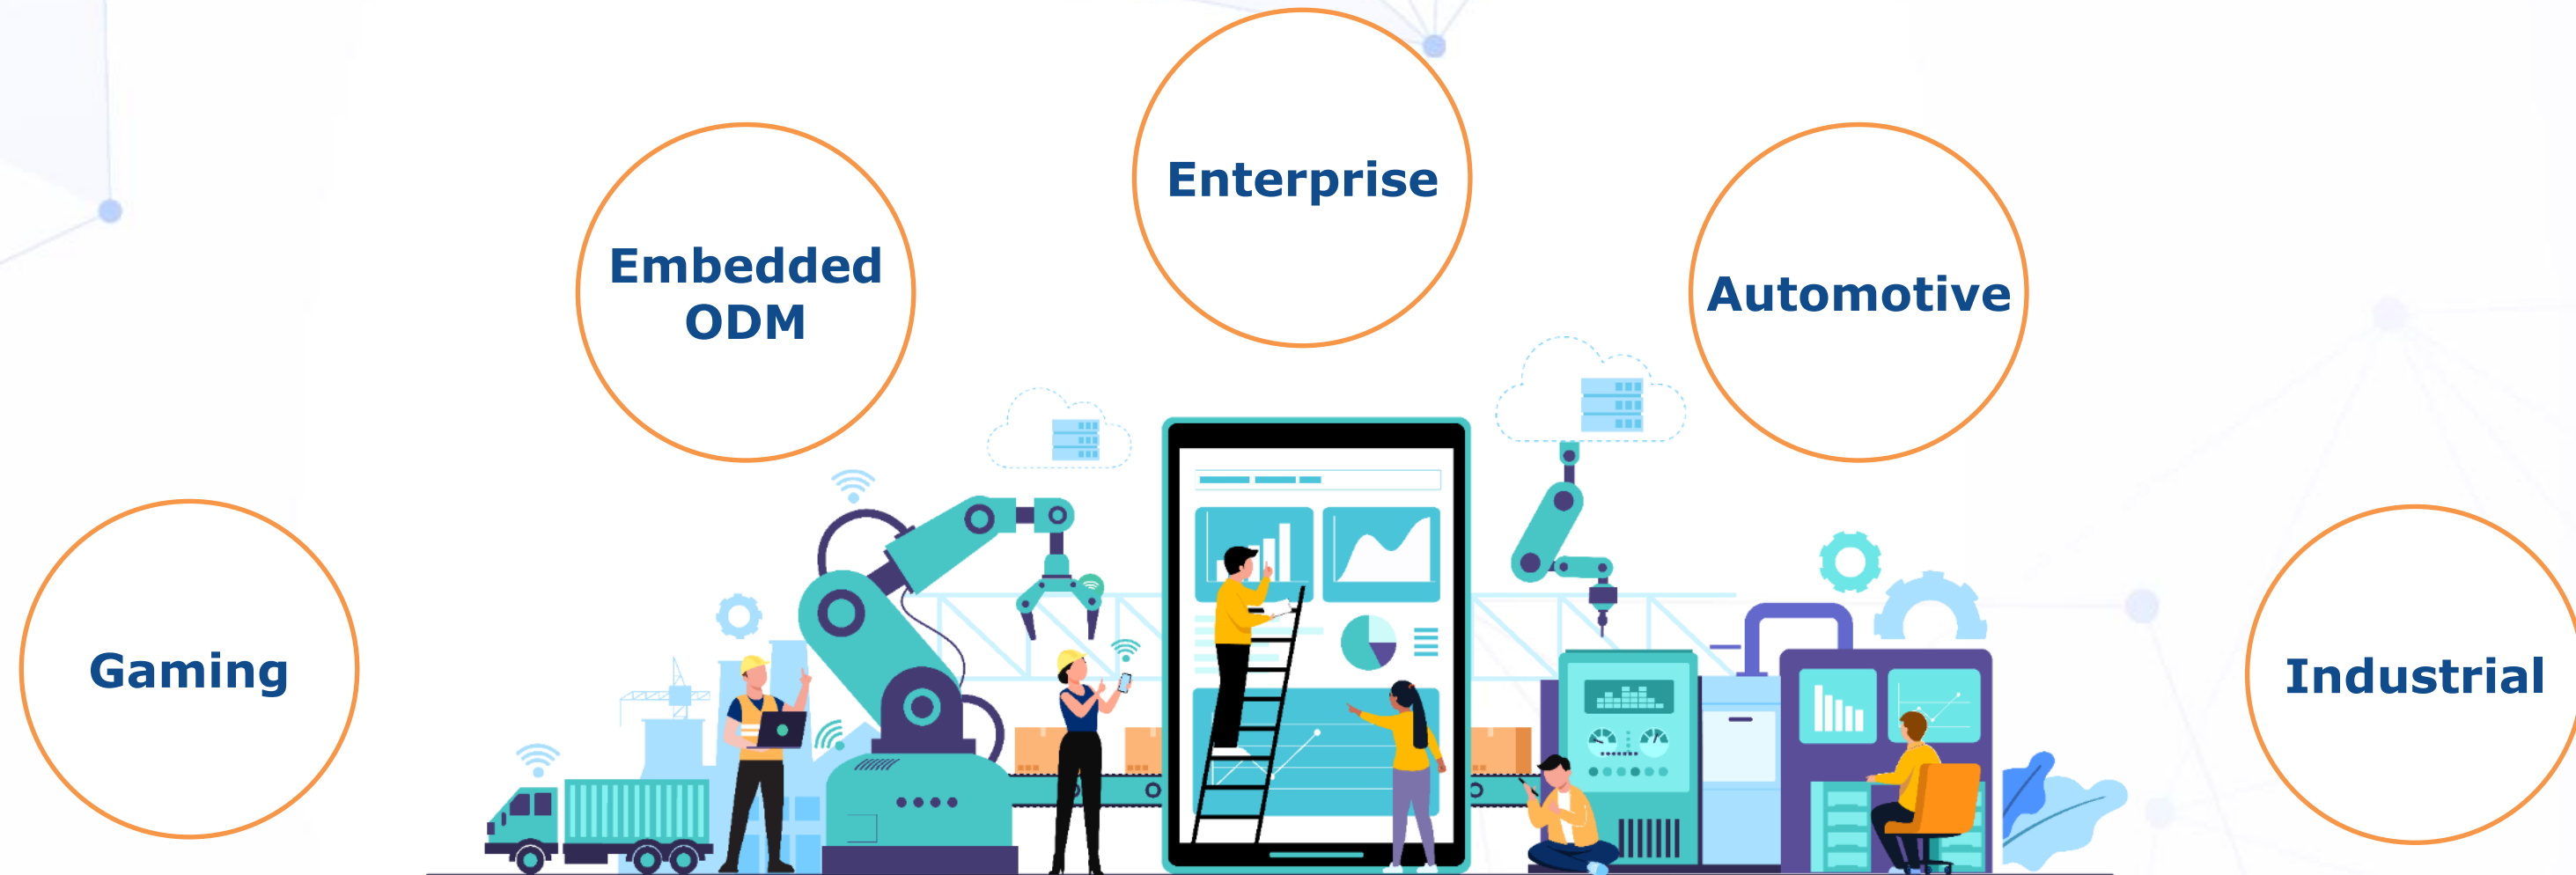 Enterprise
Embedded
ODM
Automotive
Gaming
Industrial